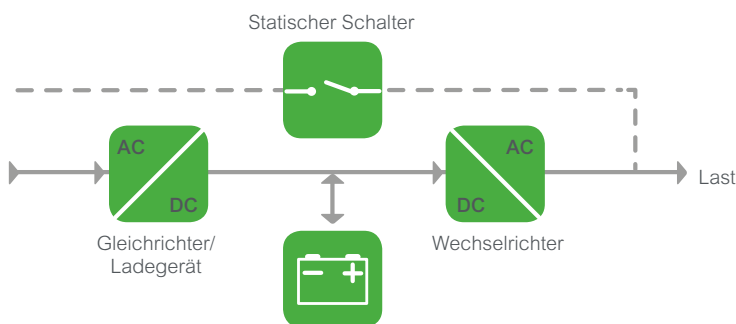 Statischer Schalter
AC
DC
AC
DC
Last
Gleichrichter/
Ladegerät
Wechselrichter